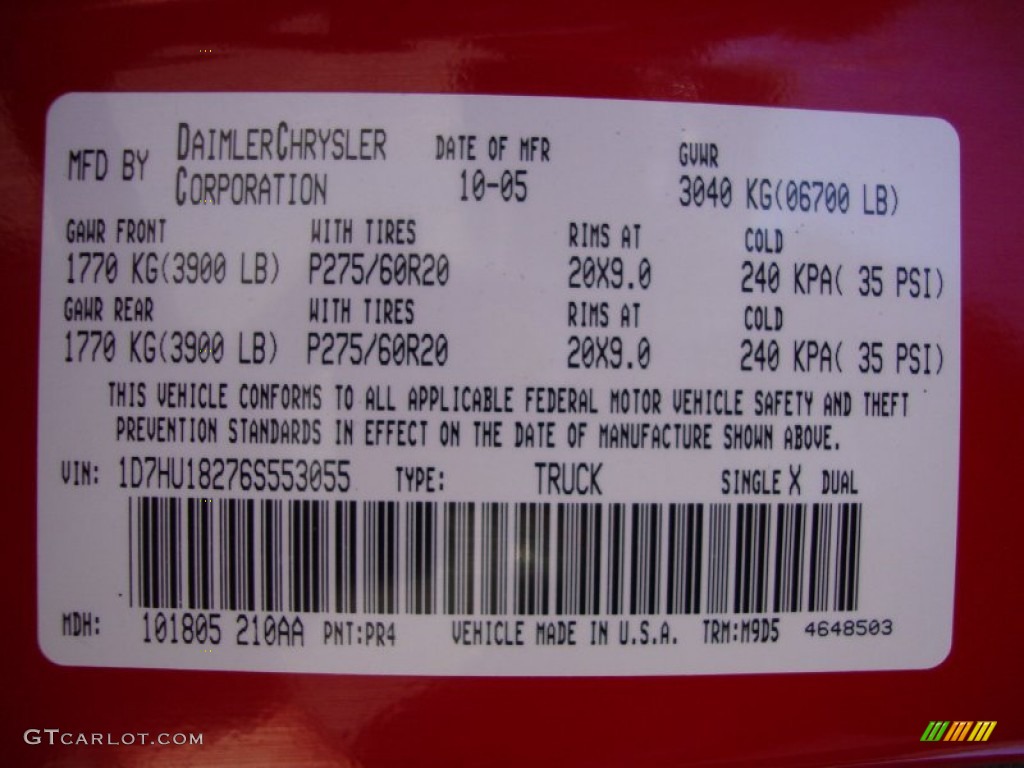 MFD BY DAIMLERCHRYSLER CORPORATION DATE OF MFR 10-05 GVWR 3040 KG(06700 LB)
GAWR FRONT WITH TIRES RIMS AT COLD
1770 KG(3900 LB) P275/60R20 20X9.0 240 KPA( 35 PSI)
GAWR REAR WITH TIRES RIMS AT COLD
1770 KG(3900 LB) P275/60R20 20X9.0 240 KPA( 35 PSI)
THIS VEHICLE CONFORMS TO ALL APPLICABLE FEDERAL MOTOR VEHICLE SAFETY AND THEFT
PREVENTION STANDARDS IN EFFECT ON THE DATE OF MANUFACTURE SHOWN ABOVE.
VIN: 1D7HU18276S553055 TYPE: TRUCK SINGLE X DUAL
MDH: 101805 210AA PNT:PR4 VEHICLE MADE IN U.S.A. TRM:M9D5 4648503
GTCARLOT.COM